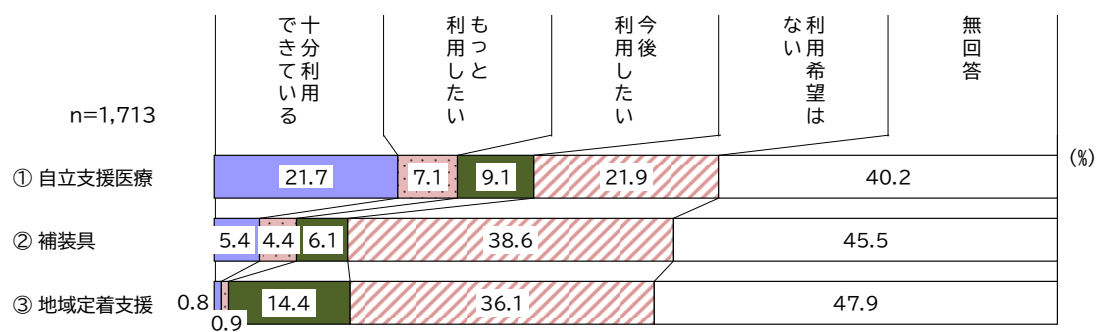 十分利用
できている
もっと
利用したい
今後
利用したい
利用希望は
ない
無回答
n=1,713
(%)
① 自立支援医療 21.7 7.1 9.1 21.9 40.2
② 補装具 5.4 4.4 6.1 38.6 45.5
③ 地域定着支援 0.8 0.9 14.4 36.1 47.9